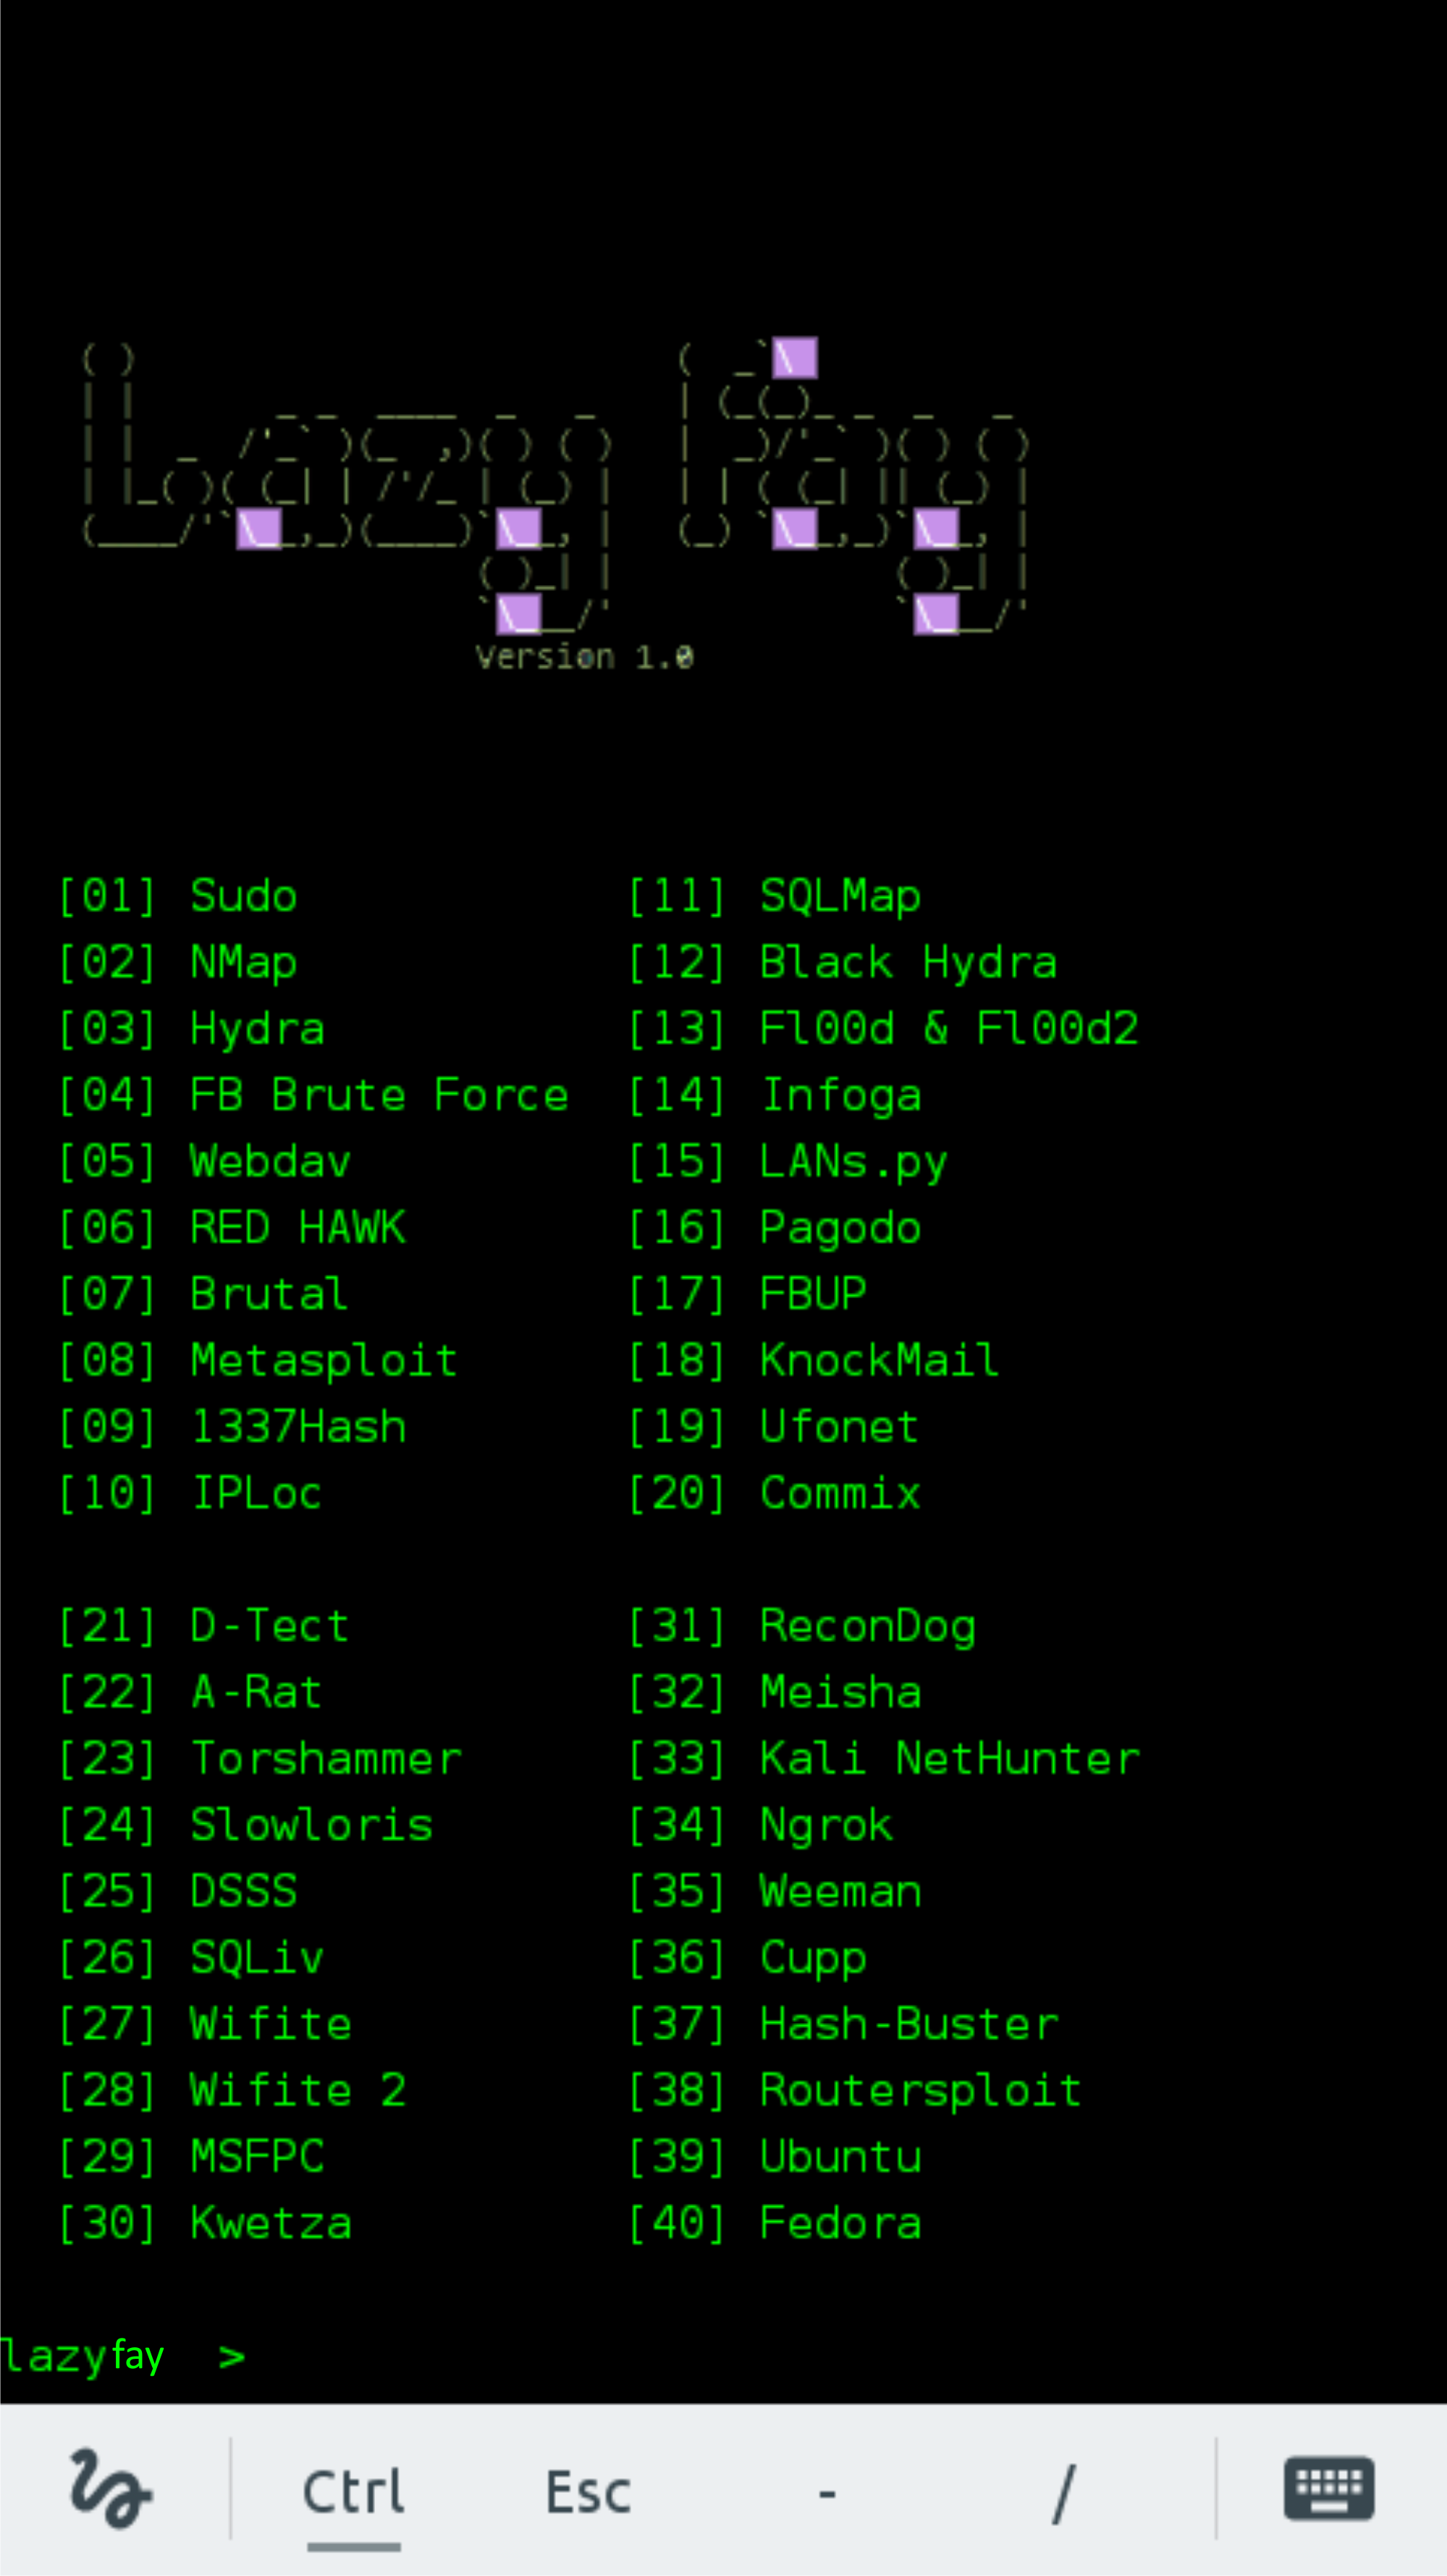 Lazy Fay
Version 1.0
[01] Sudo [11] SQLMap
[02] NMap [12] Black Hydra
[03] Hydra [13] Fl00d & Fl00d2
[04] FB Brute Force [14] Infoga
[05] Webdav [15] LANs.py
[06] RED HAWK [16] Pagodo
[07] Brutal [17] FBUP
[08] Metasploit [18] KnockMail
[09] 1337Hash [19] Ufonet
[10] IPLoc [20] Commix
[21] D-Tect [31] ReconDog
[22] A-Rat [32] Meisha
[23] Torshammer [33] Kali NetHunter
[24] Slowloris [34] Ngrok
[25] DSSS [35] Weeman
[26] SQLiv [36] Cupp
[27] Wifite [37] Hash-Buster
[28] Wifite 2 [38] Routersploit
[29] MSFPC [39] Ubuntu
[30] Kwetza [40] Fedora
lazyfay >
Ctrl Esc - /